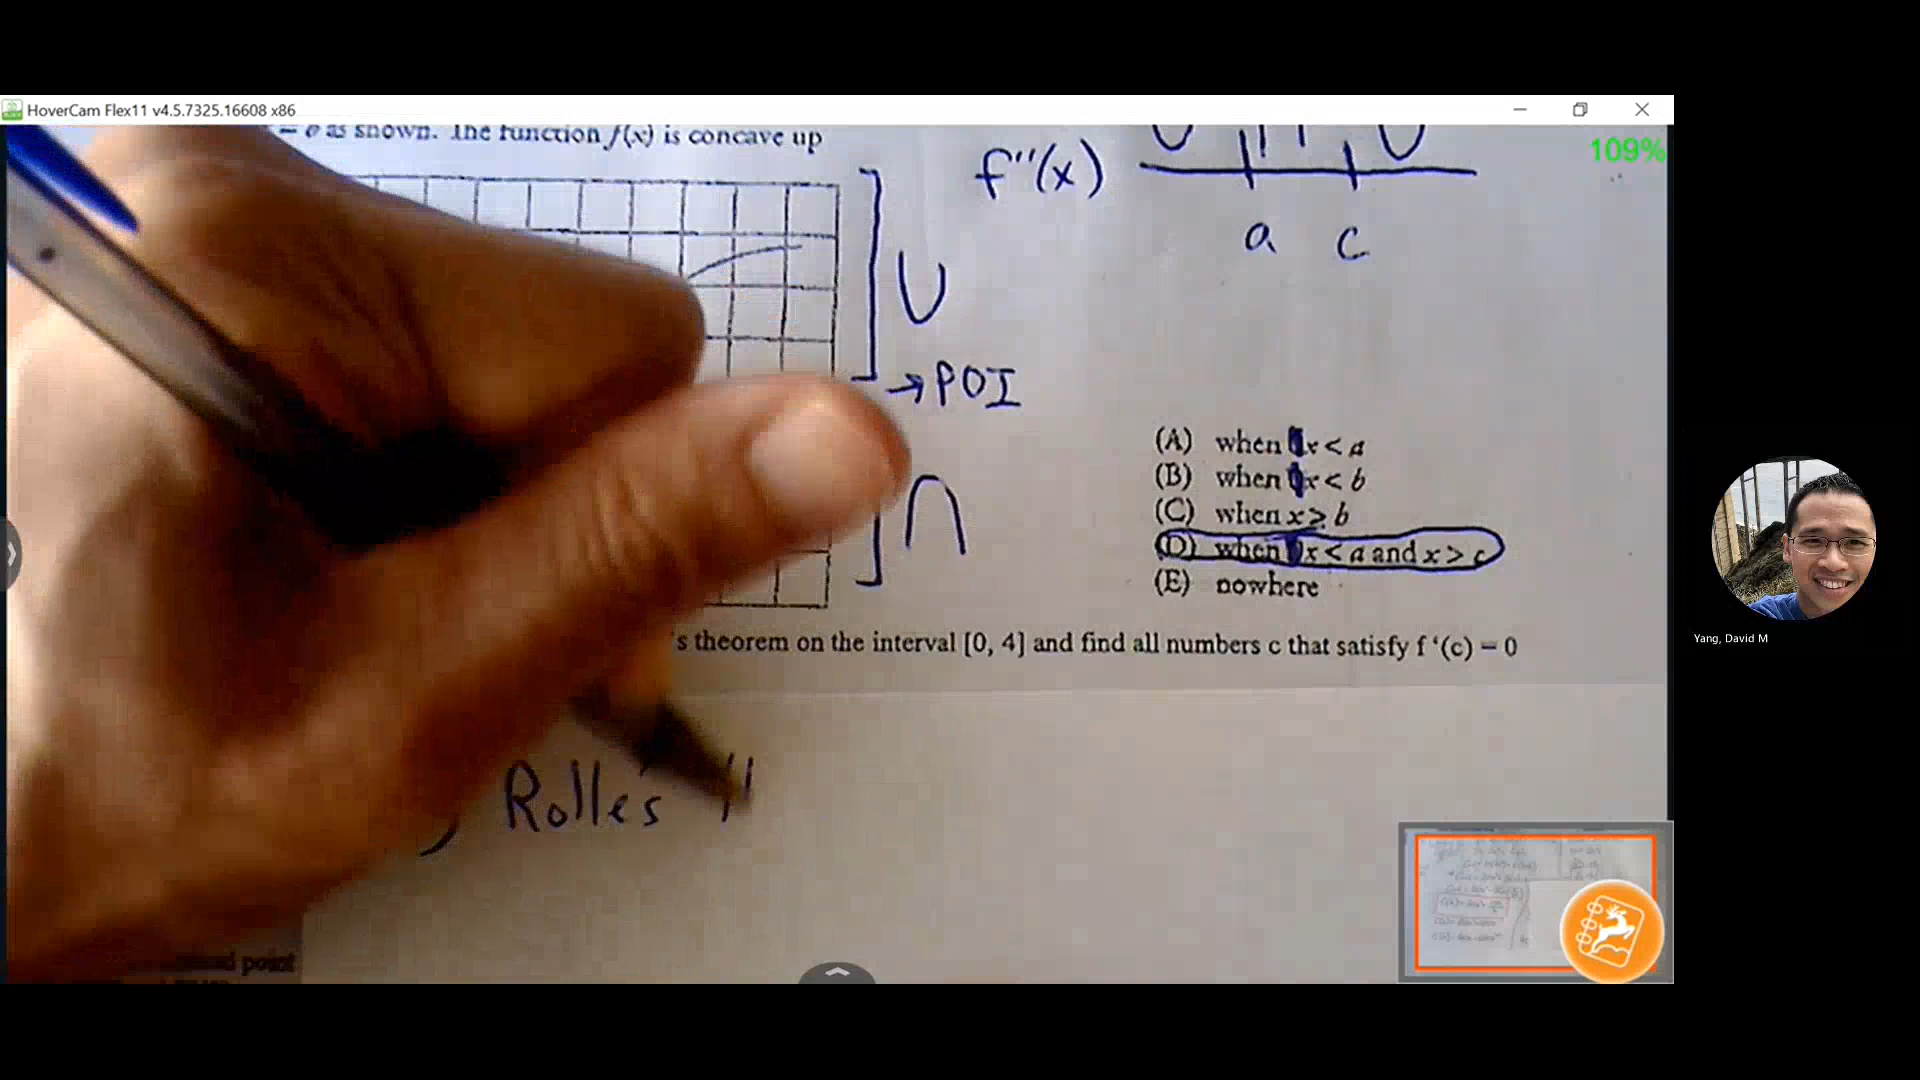 HoverCam Flex11 v4.5.7325.16608 x86
as shown. The function f(x) is concave up
109%
f''(x)
a c
U
→POI
∩
(A) when x < a
(B) when x < b
(C) when x > b
(D) when x < a and x > c
(E) nowhere
's theorem on the interval [0, 4] and find all numbers c that satisfy f '(c) = 0
Rolle's
point
Yang, David M